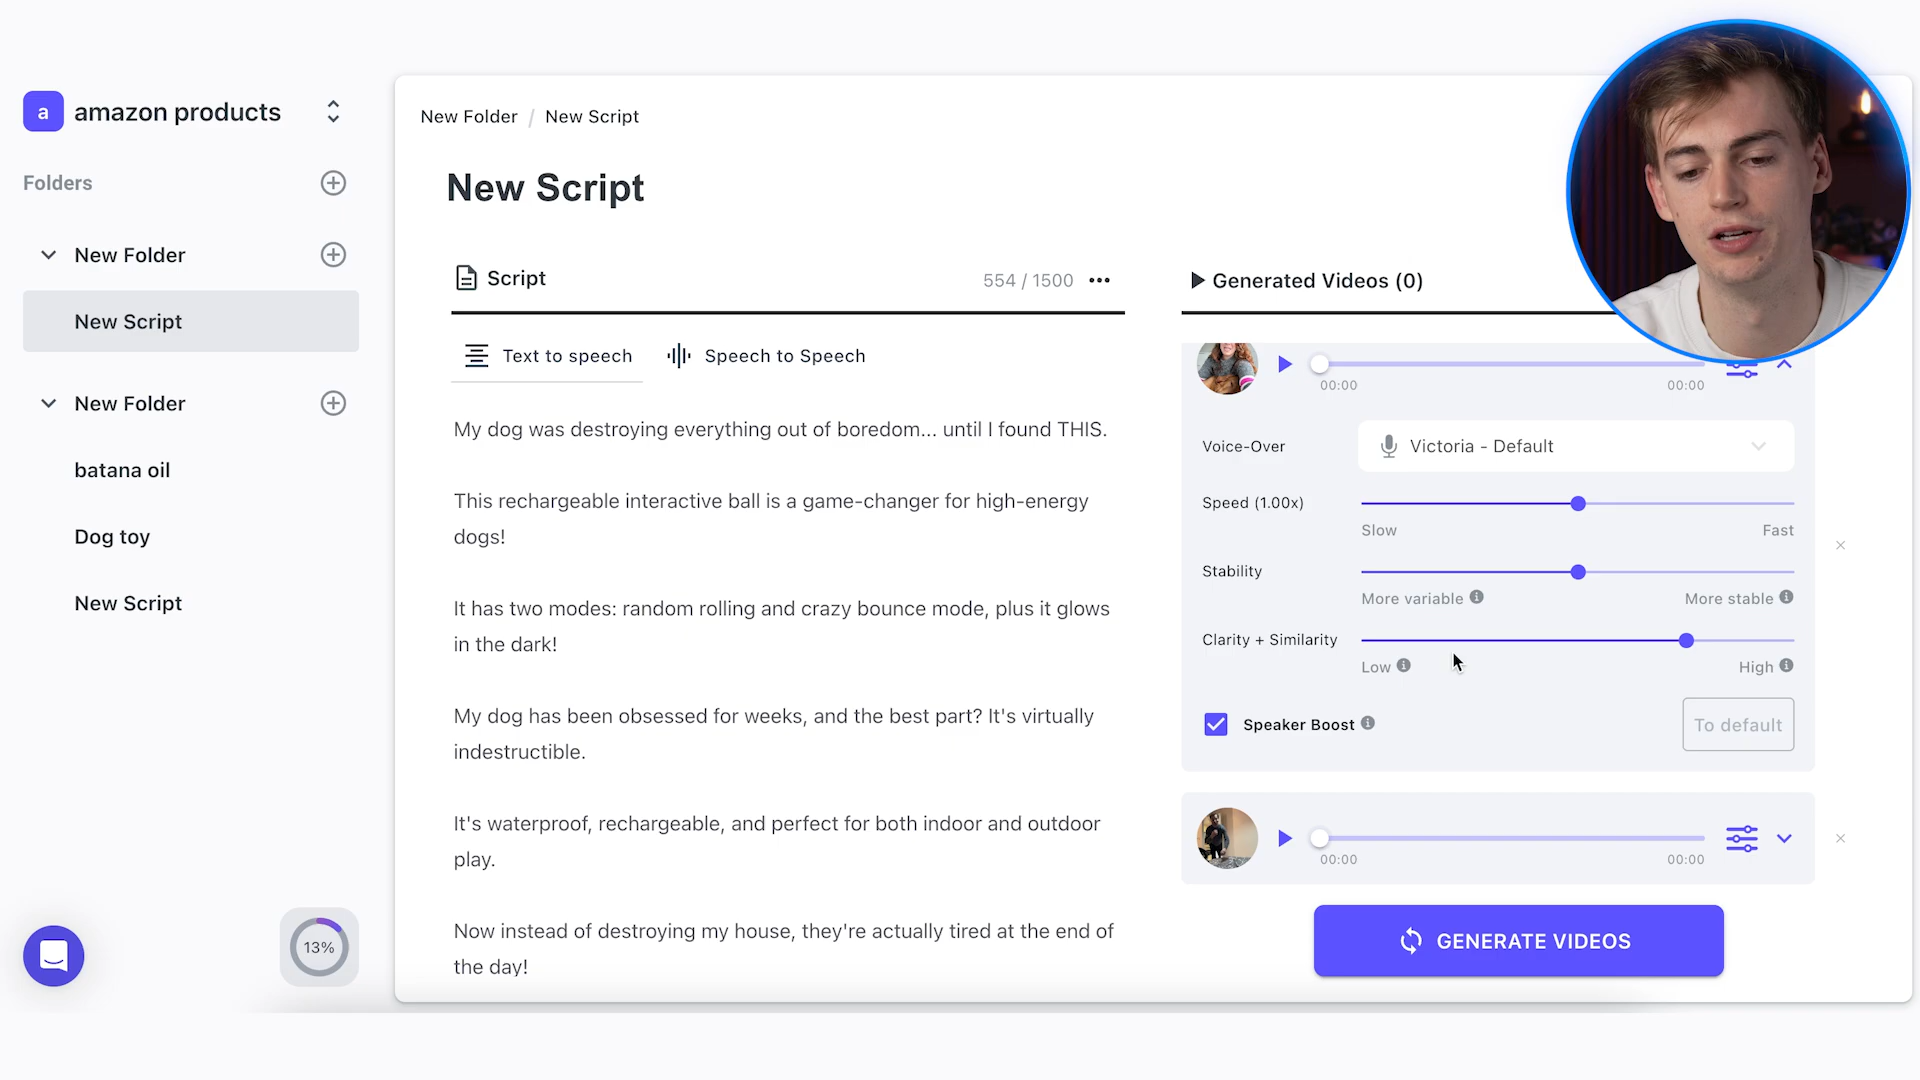 a amazon products
Folders
New Folder
New Script
New Folder
batana oil
Dog toy
New Script
13%
New Folder / New Script
New Script
Script
554 / 1500
Text to speech
Speech to Speech
My dog was destroying everything out of boredom... until I found THIS.
This rechargeable interactive ball is a game-changer for high-energy
dogs!
It has two modes: random rolling and crazy bounce mode, plus it glows
in the dark!
My dog has been obsessed for weeks, and the best part? It's virtually
indestructible.
It's waterproof, rechargeable, and perfect for both indoor and outdoor
play.
Now instead of destroying my house, they're actually tired at the end of
the day!
Generated Videos (0)
00:00
00:00
Voice-Over
Victoria - Default
Speed (1.00x)
Slow
Fast
Stability
More variable
More stable
Clarity + Similarity
Low
High
Speaker Boost
To default
00:00
00:00
GENERATE VIDEOS